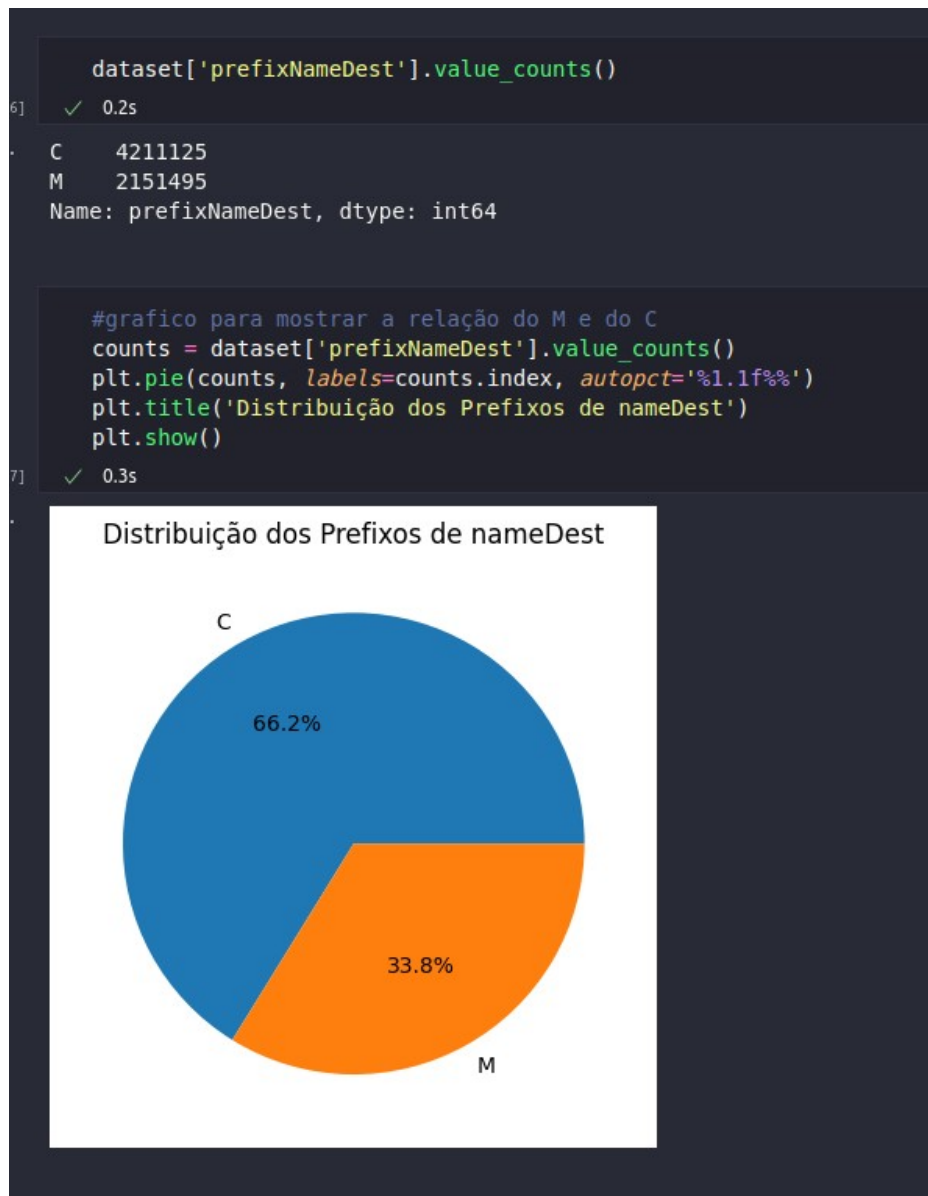 dataset['prefixNameDest'].value_counts()
6] ✓ 0.2s
C 4211125
M 2151495
Name: prefixNameDest, dtype: int64
#grafico para mostrar a relação do M e do C
counts = dataset['prefixNameDest'].value_counts()
plt.pie(counts, labels=counts.index, autopct='%1.1f%%')
plt.title('Distribuição dos Prefixos de nameDest')
plt.show()
7] ✓ 0.3s
Distribuição dos Prefixos de nameDest
C
66.2%
33.8%
M